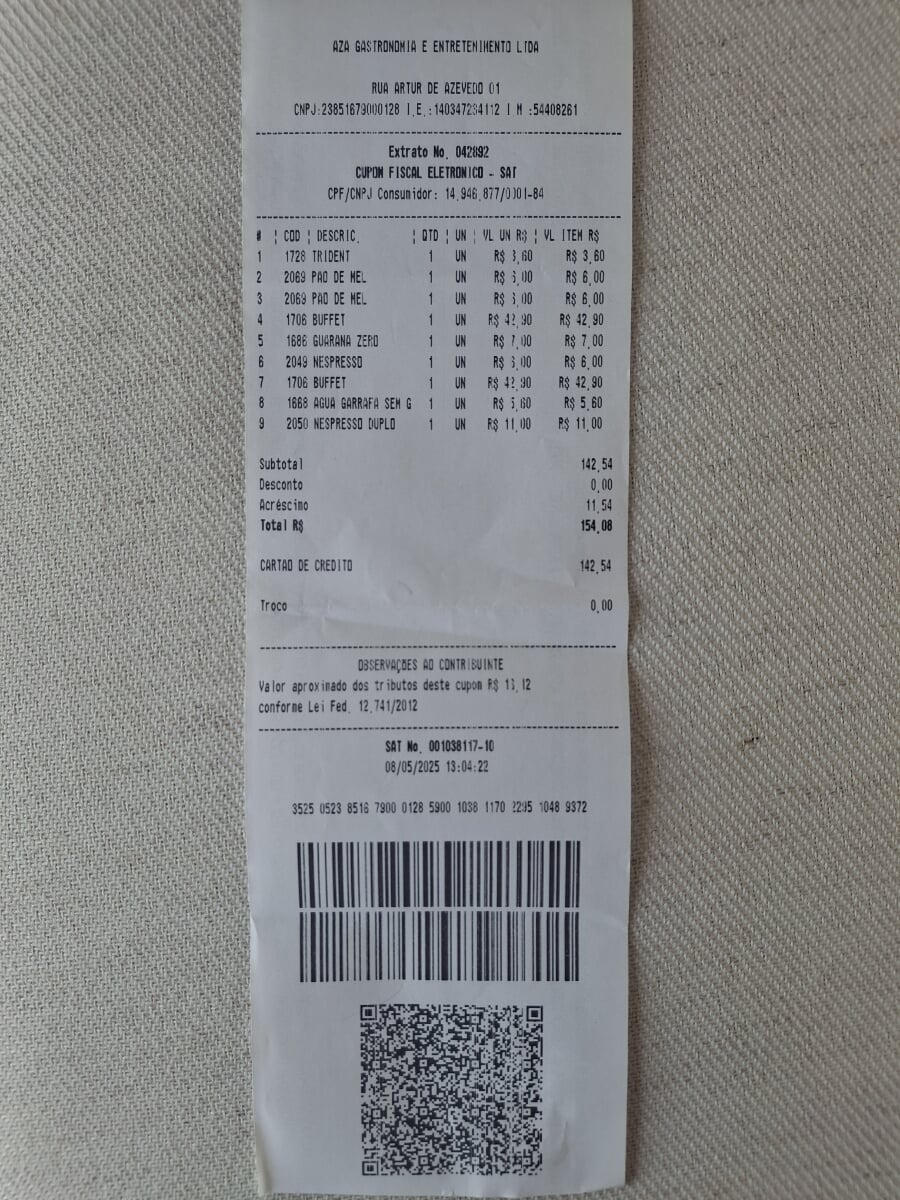 AZA GASTRONOMIA E ENTRETENIMENTO LTDA
RUA ARTUR DE AZEVEDO 01
CNPJ:23851679000128 I.E.:140347234112 I M :54408261
Extrato No. 042892
CUPOM FISCAL ELETRONICO - SAT
CPF/CNPJ Consumidor: 14.946.877/0001-84
# ¦ COD ¦ DESCRIC. ¦ QTD ¦ UN ¦ VL UN R$ ¦ VL ITEM R$
1 1728 TRIDENT 1 UN R$ 3,60 R$ 3,60
2 2069 PAO DE MEL 1 UN R$ 6,00 R$ 6,00
3 2069 PAO DE MEL 1 UN R$ 6,00 R$ 6,00
4 1706 BUFFET 1 UN R$ 42,90 R$ 42,90
5 1686 GUARANA ZERO 1 UN R$ 7,00 R$ 7,00
6 2049 NESPRESSO 1 UN R$ 6,00 R$ 6,00
7 1706 BUFFET 1 UN R$ 42,90 R$ 42,90
8 1668 AGUA GARRAFA SEM G 1 UN R$ 5,60 R$ 5,60
9 2050 NESPRESSO DUPLO 1 UN R$ 11,00 R$ 11,00
Subtotal 142,54
Desconto 0,00
Acréscimo 11,54
Total R$ 154,08
CARTAO DE CREDITO 142,54
Troco 0,00
OBSERVAÇÕES AO CONTRIBUINTE
Valor aproximado dos tributos deste cupom R$ 13,12
conforme Lei Fed. 12.741/2012
SAT No. 001038117-10
08/05/2025 13:04:22
3525 0523 8516 7900 0128 5900 1038 1170 2295 1048 9372